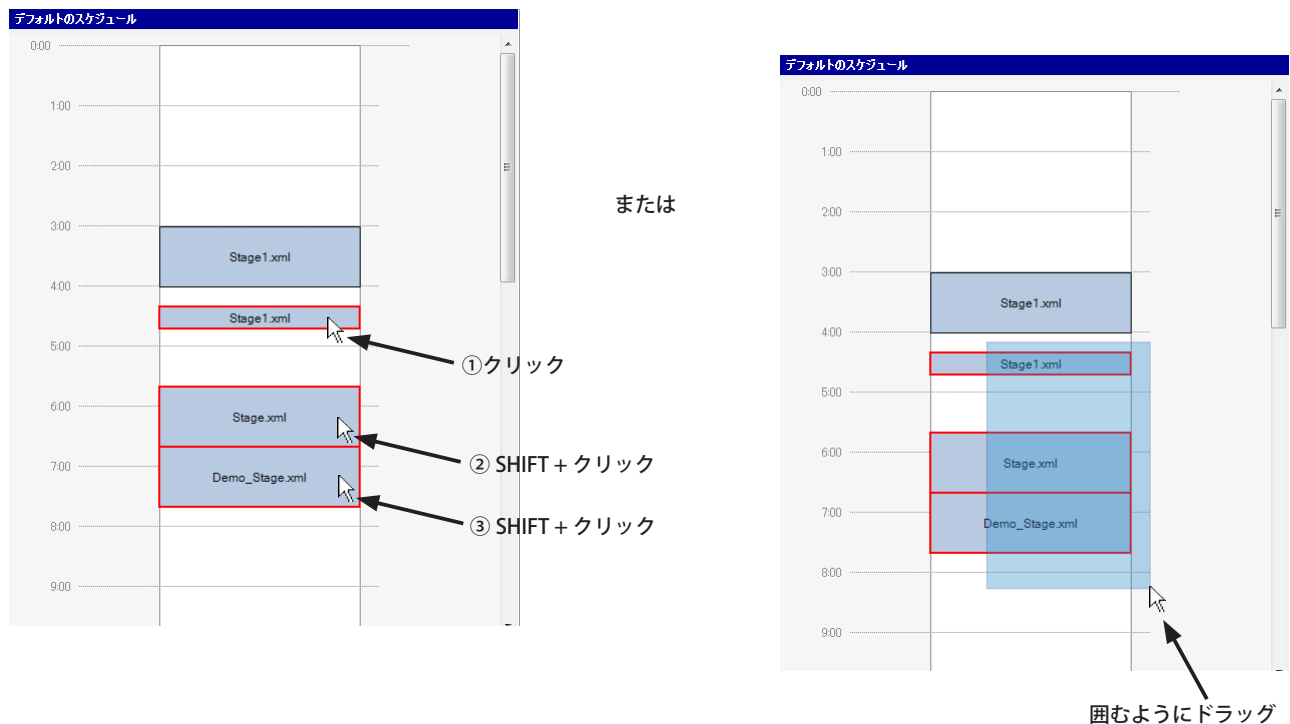 デフォルトのスケジュール
0:00
1:00
2:00
3:00
Stage1.xml
4:00
Stage1.xml
5:00
①クリック
6:00
Stage.xml
② SHIFT + クリック
7:00
Demo_Stage.xml
③ SHIFT + クリック
8:00
9:00
または
デフォルトのスケジュール
0:00
1:00
2:00
3:00
Stage1.xml
4:00
Stage1.xml
5:00
6:00
Stage.xml
7:00
Demo_Stage.xml
8:00
9:00
囲むようにドラッグ